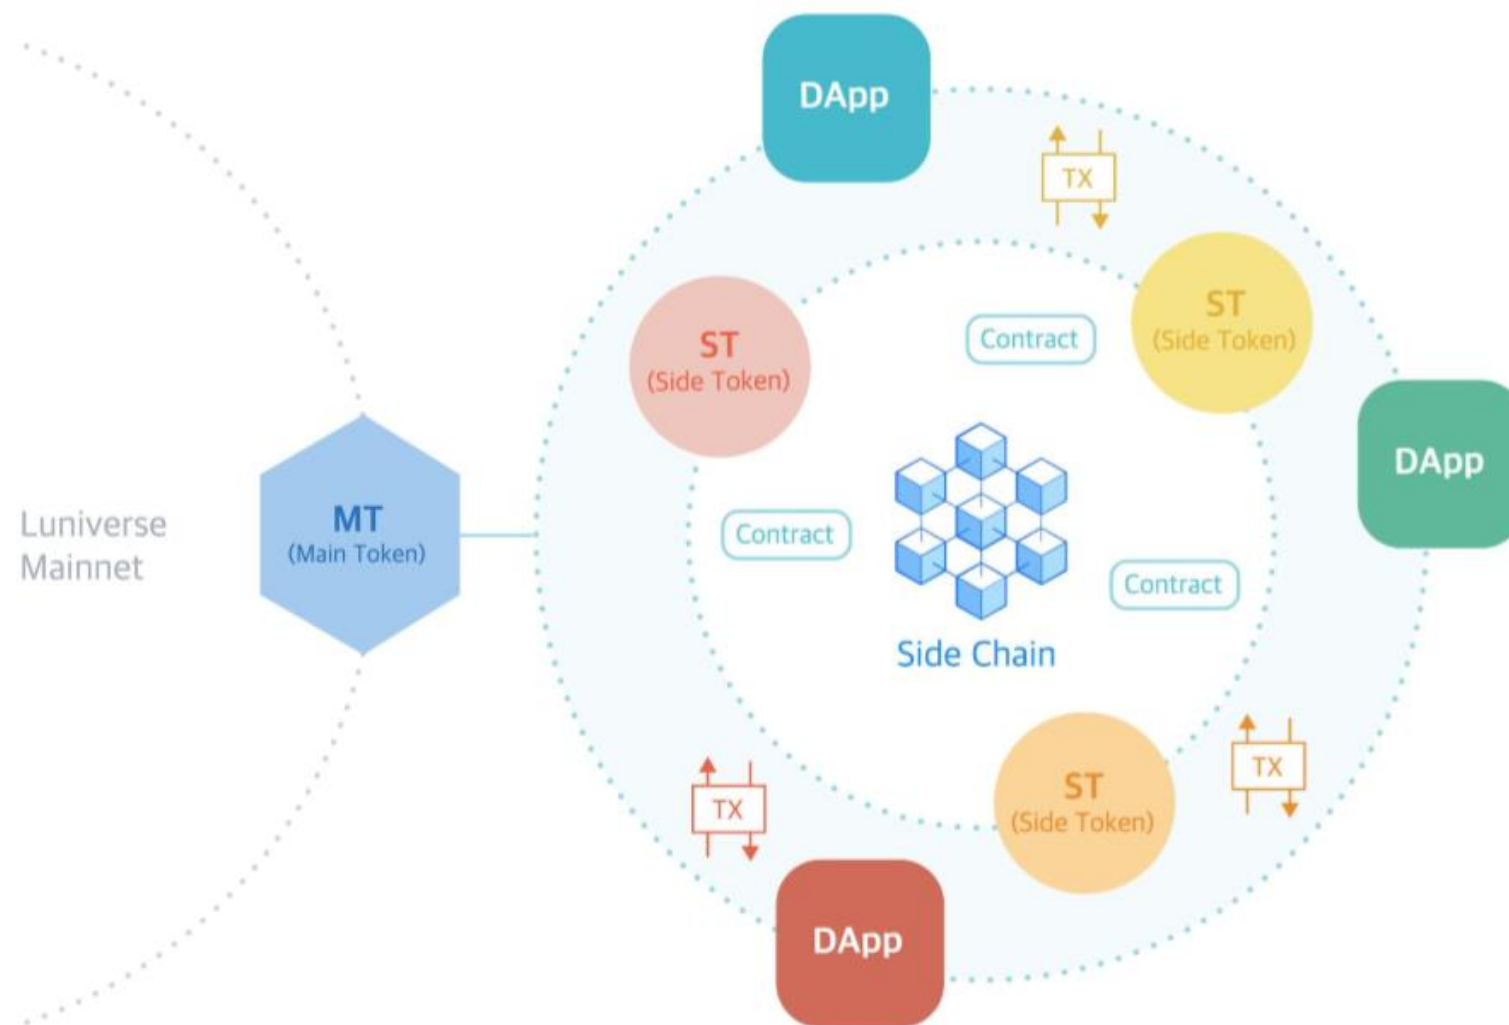 DApp
TX
ST
(Side Token)
Contract
ST
(Side Token)
DApp
Luniverse
Mainnet
MT
(Main Token)
Contract
Contract
Side Chain
TX
ST
(Side Token)
TX
DApp